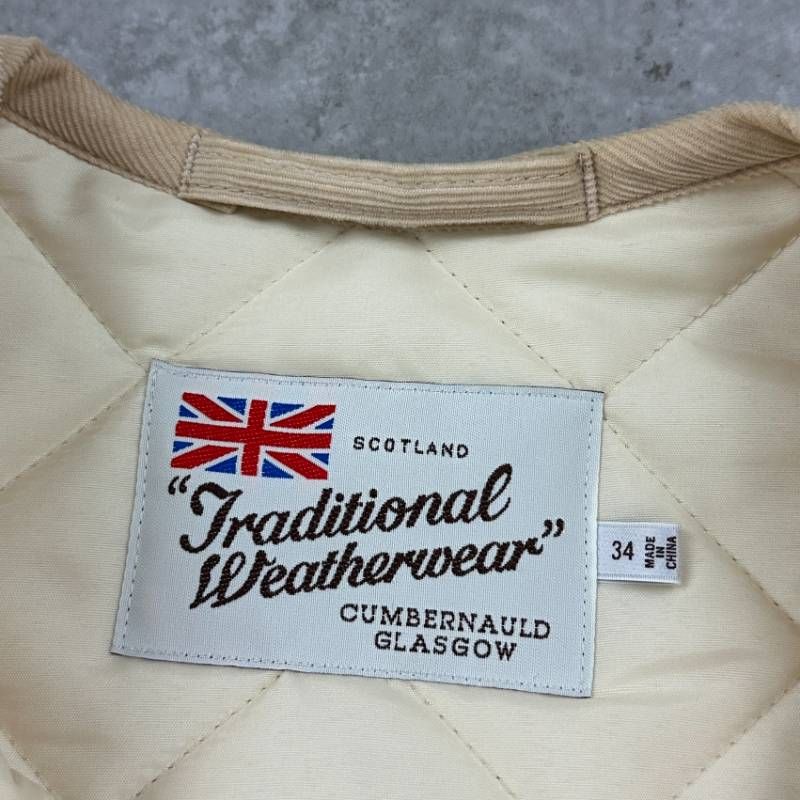 SCOTLAND
"Traditional
Weatherwear"
CUMBERNAULD
GLASGOW
34
MADE
IN
CHINA